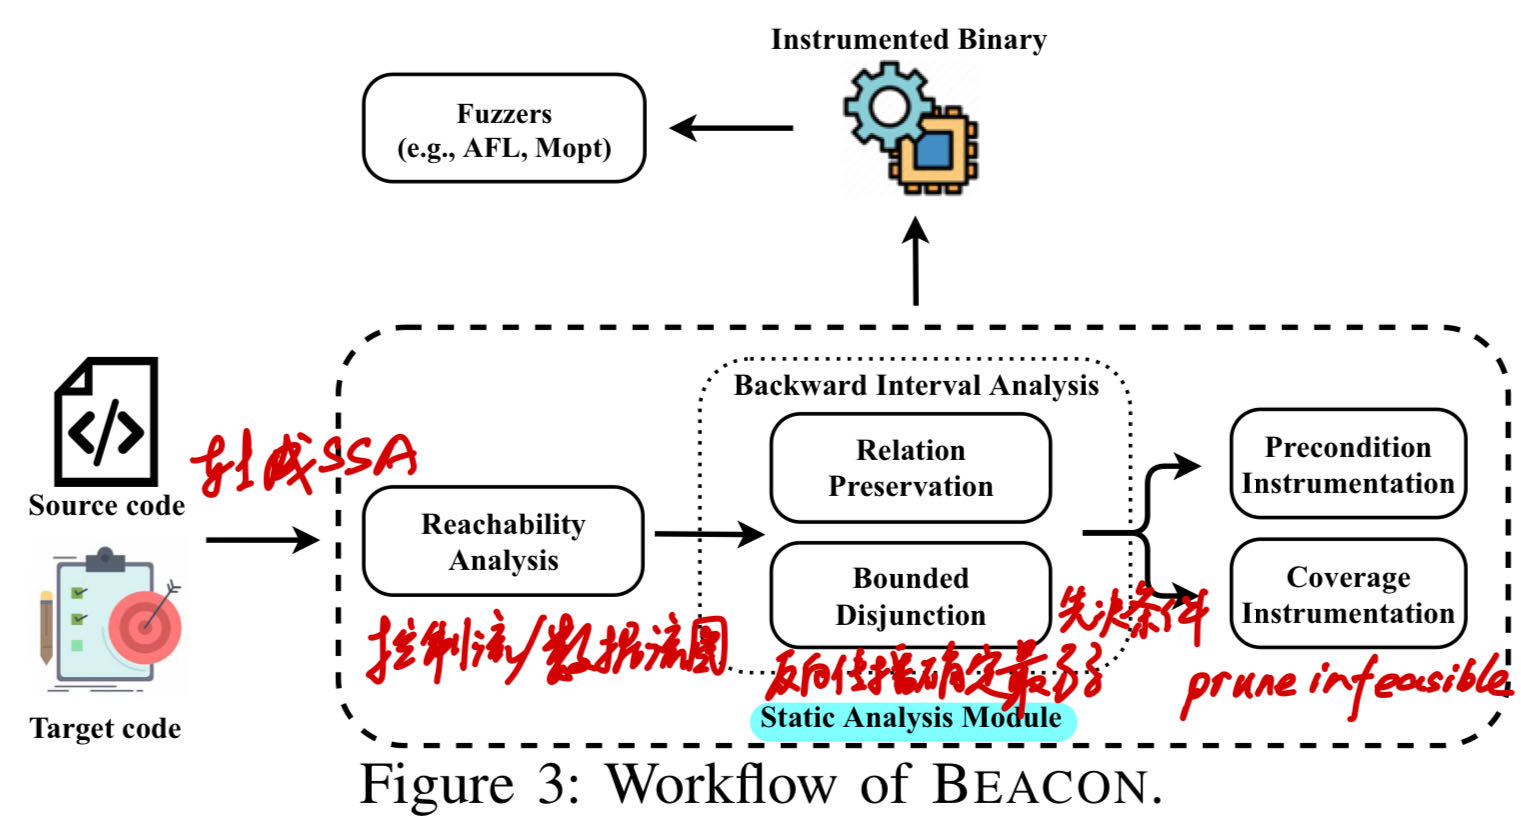 Instrumented Binary
Fuzzers
(e.g., AFL, Mopt)
Backward Interval Analysis
Relation
Preservation
Precondition
Instrumentation
Source code
转成SSA
Reachability
Analysis
Bounded
Disjunction
Coverage
Instrumentation
控制流/数据流图
反向传播确定最弱
先决条件
prune infeasible
Static Analysis Module
Target code
Figure 3: Workflow of BEACON.